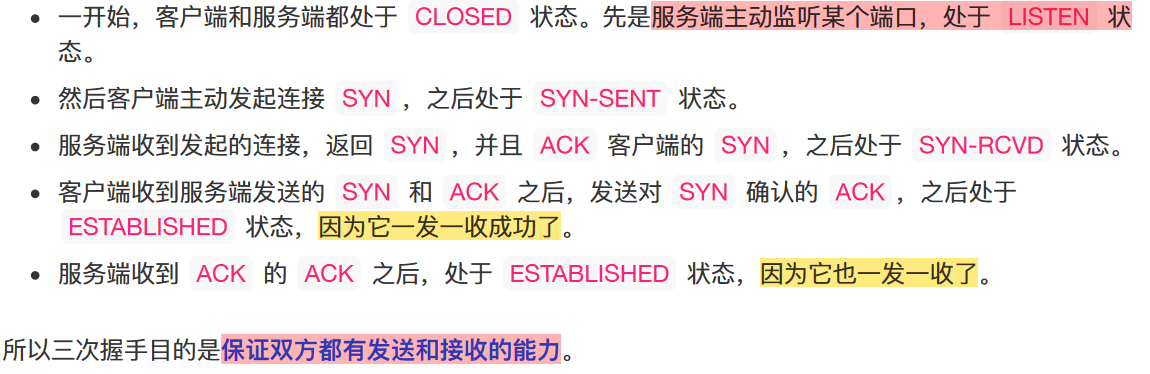 一开始，客户端和服务端都处于 CLOSED 状态。先是服务端主动监听某个端口，处于 LISTEN 状
态。
然后客户端主动发起连接 SYN ，之后处于 SYN-SENT 状态。
服务端收到发起的连接，返回 SYN ，并且 ACK 客户端的 SYN ，之后处于 SYN-RCVD 状态。
客户端收到服务端发送的 SYN 和 ACK 之后，发送对 SYN 确认的 ACK ，之后处于
ESTABLISHED 状态，因为它一发一收成功了。
服务端收到 ACK 的 ACK 之后，处于 ESTABLISHED 状态，因为它也一发一收了。
所以三次握手目的是保证双方都有发送和接收的能力。